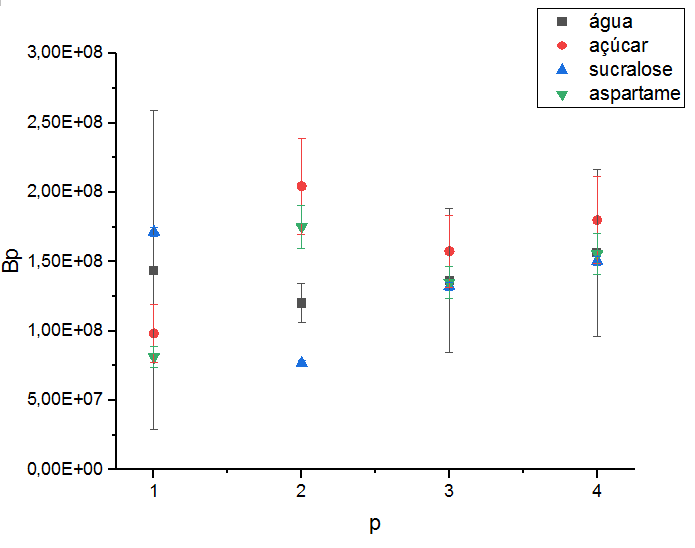 água
açúcar
sucralose
aspartame
3,00E+08
2,50E+08
2,00E+08
1,50E+08
1,00E+08
5,00E+07
0,00E+00
Bp
1 2 3 4
p